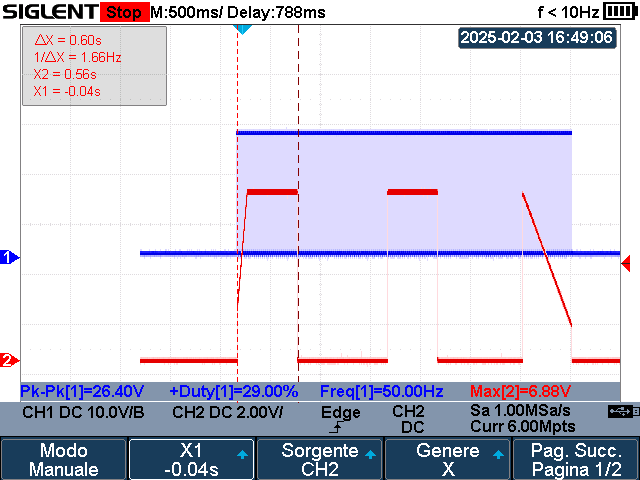 SIGLENT Stop M:500ms/ Delay:788ms f < 10Hz
2025-02-03 16:49:06
△X = 0.60s
1/△X = 1.66Hz
X2 = 0.56s
X1 = -0.04s
1
2
Pk-Pk[1]=26.40V +Duty[1]=29.00% Freq[1]=50.00Hz Max[2]=6.88V
CH1 DC 10.0V/B CH2 DC 2.00V/ Edge CH2 Sa 1.00MSa/s
DC Curr 6.00Mpts
Modo X1 Sorgente Genere Pag. Succ.
Manuale -0.04s CH2 X Pagina 1/2